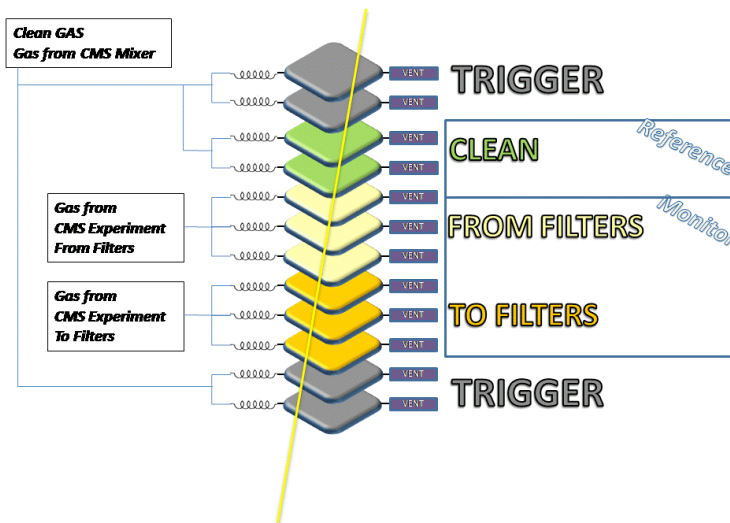 Clean GAS
Gas from CMS Mixer
VENT
TRIGGER
VENT
VENT
CLEAN
Reference
VENT
Gas from
CMS Experiment
From Filters
VENT
Monitor
VENT
FROM FILTERS
VENT
Gas from
CMS Experiment
To Filters
VENT
VENT
TO FILTERS
VENT
VENT
TRIGGER
VENT